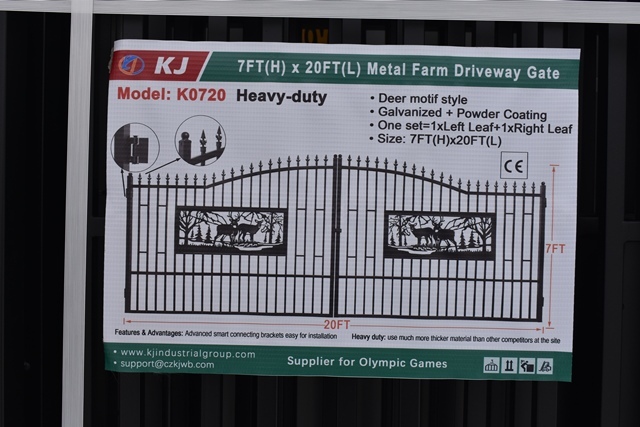 KJ 7FT(H) x 20FT(L) Metal Farm Driveway Gate
Model: K0720 Heavy-duty
• Deer motif style
• Galvanized + Powder Coating
• One set=1xLeft Leaf+1xRight Leaf
• Size: 7FT(H)x20FT(L)
CE
7FT
20FT
Features & Advantages: Advanced smart connecting brackets easy for installation
Heavy duty: use much more thicker material than other competitors at the site
• www.kjindustrialgroup.com
• support@czkjwb.com
Supplier for Olympic Games